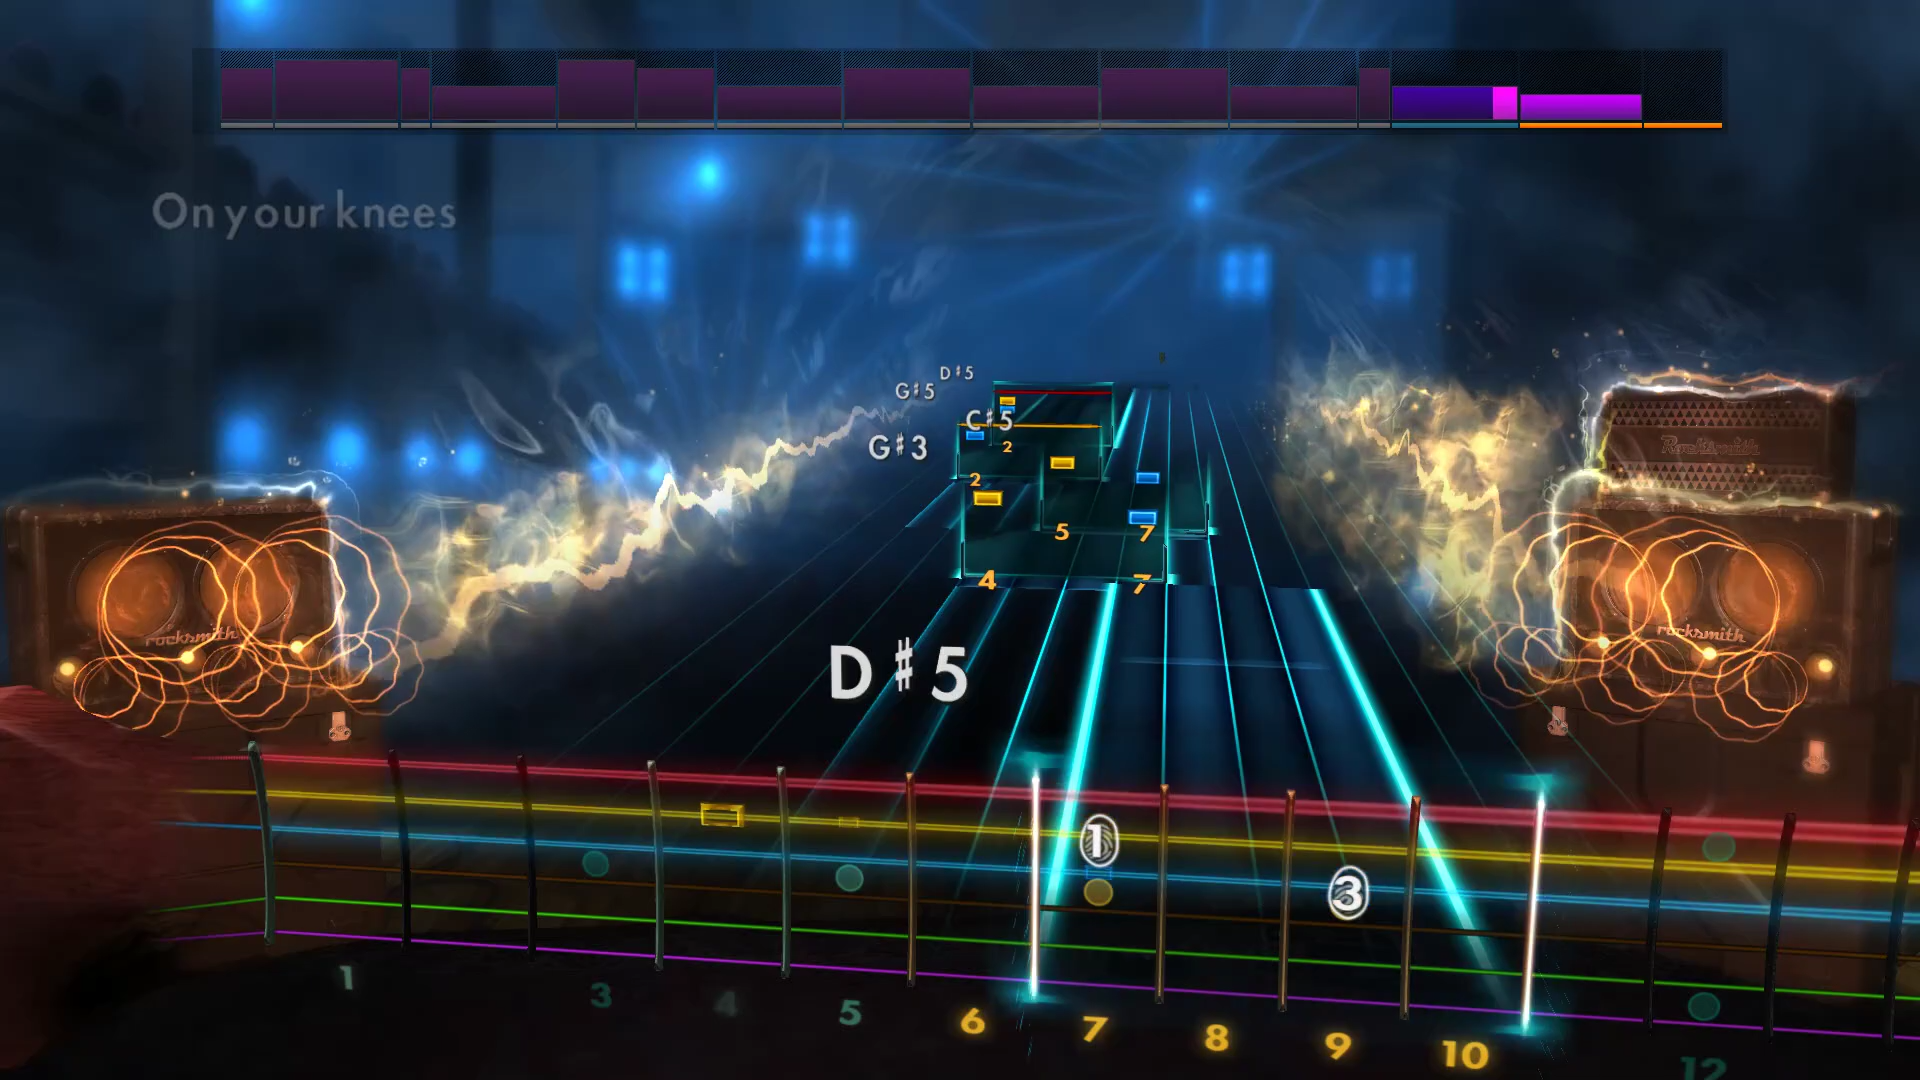 On your knees
D♯5
G♯5
C♯5
G♯3
2
2
5
7
4
7
Rocksmith
rocksmith
rocksmith
D♯5
1
3
1
3
4
5
6
7
8
9
10
12